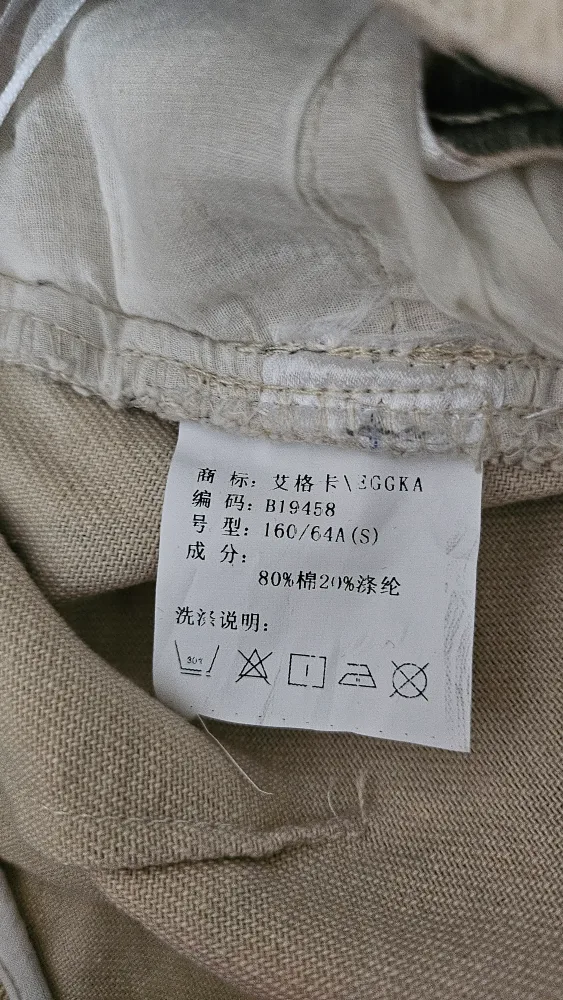 商 标: 艾格卡\EGGKA
编 码: B19458
号 型: 160/64A(S)
成 分:
80%棉20%涤纶
洗涤说明: